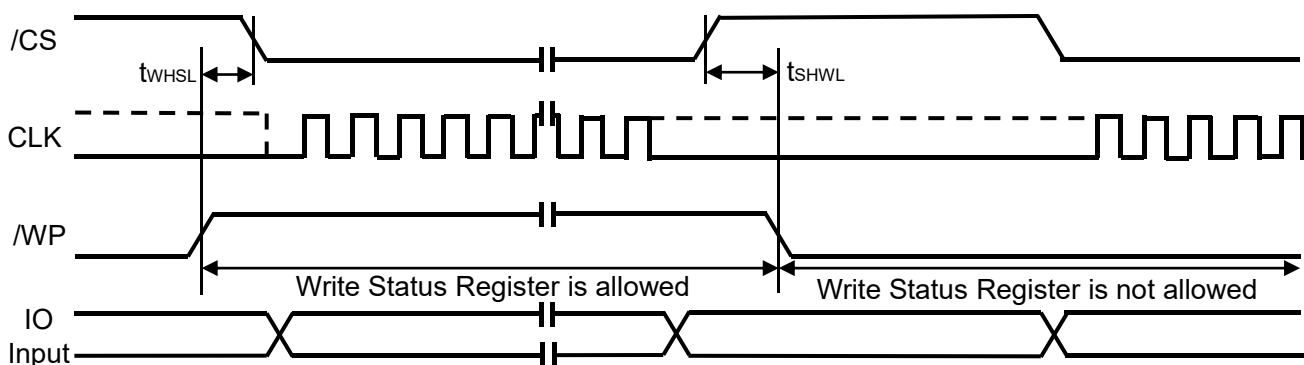 /CS
tWHSL
tSHWL
CLK
/WP
Write Status Register is allowed
Write Status Register is not allowed
IO
Input